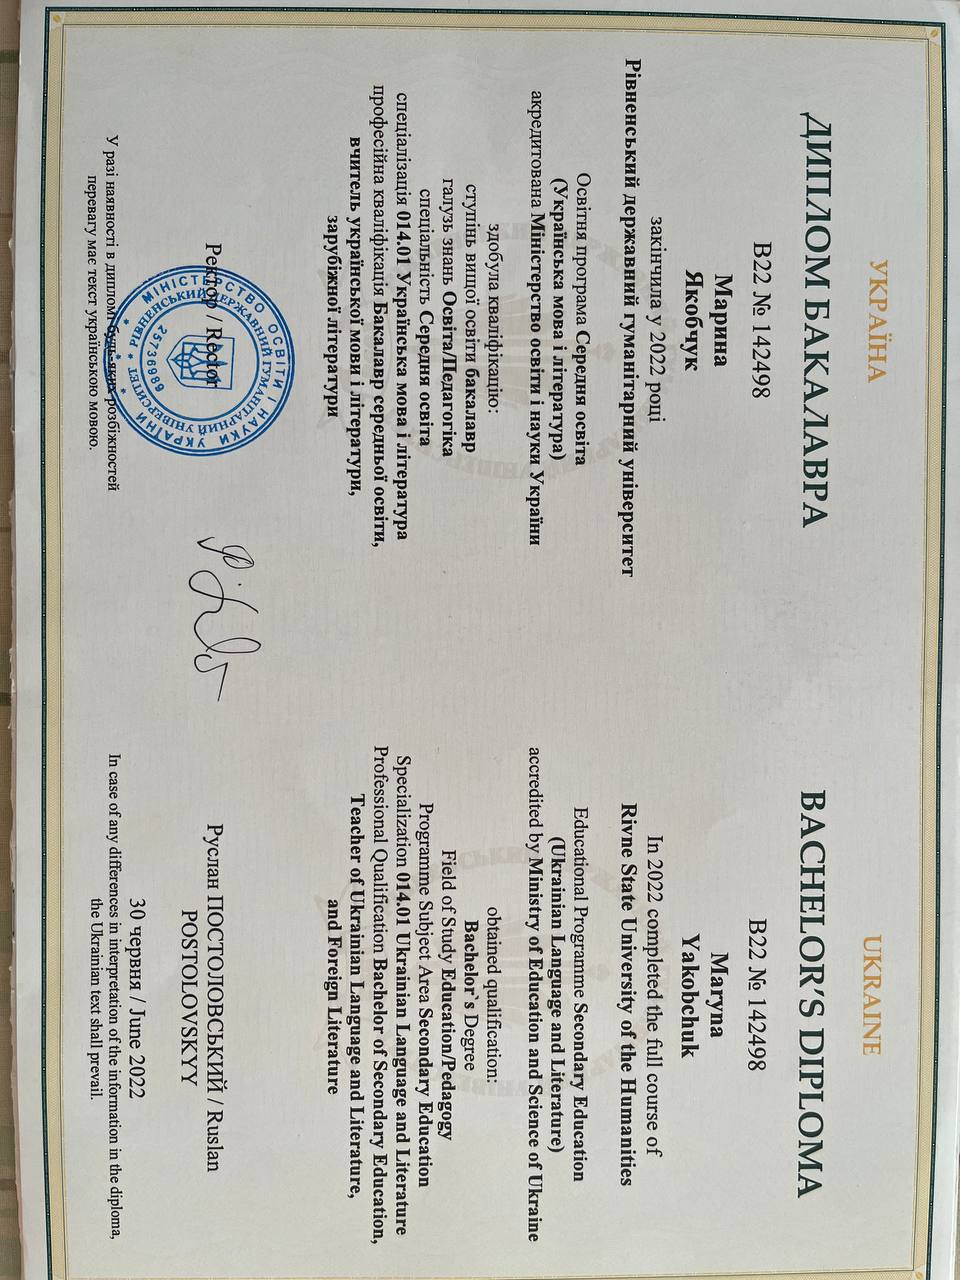 УКРАЇНА
ДИПЛОМ БАКАЛАВРА
В22 № 142498
Марина
Якобчук
закінчила у 2022 році
Рівненський державний гуманітарний університет
Освітня програма Середня освіта
(Українська мова і література)
акредитована Міністерство освіти і науки України
здобула кваліфікацію:
ступінь вищої освіти бакалавр
галузь знань Освіта/Педагогіка
спеціальність Середня освіта
спеціалізація 014.01 Українська мова і література
професійна кваліфікація Бакалавр середньої освіти,
вчитель української мови і літератури,
зарубіжної літератури
Ректор / Rector
МІНІСТЕРСТВО ОСВІТИ І НАУКИ УКРАЇНИ
РІВНЕНСЬКИЙ ДЕРЖАВНИЙ ГУМАНІТАРНИЙ УНІВЕРСИТЕТ
25736989
У разі наявності в дипломі будь-яких розбіжностей
перевагу має текст українською мовою.
UKRAINE
BACHELOR'S DIPLOMA
B22 № 142498
Maryna
Yakobchuk
In 2022 completed the full course of
Rivne State University of the Humanities
Educational Programme Secondary Education
(Ukrainian Language and Literature)
accredited by Ministry of Education and Science of Ukraine
obtained qualification:
Bachelor`s Degree
Field of Study Education/Pedagogy
Programme Subject Area Secondary Education
Specialization 014.01 Ukrainian Language and Literature
Professional Qualification Bachelor of Secondary Education,
Teacher of Ukrainian Language and Literature,
and Foreign Literature
Руслан ПОСТОЛОВСЬКИЙ / Ruslan
POSTOLOVSKYY
30 червня / June 2022
In case of any differences in interpretation of the information in the diploma,
the Ukrainian text shall prevail.